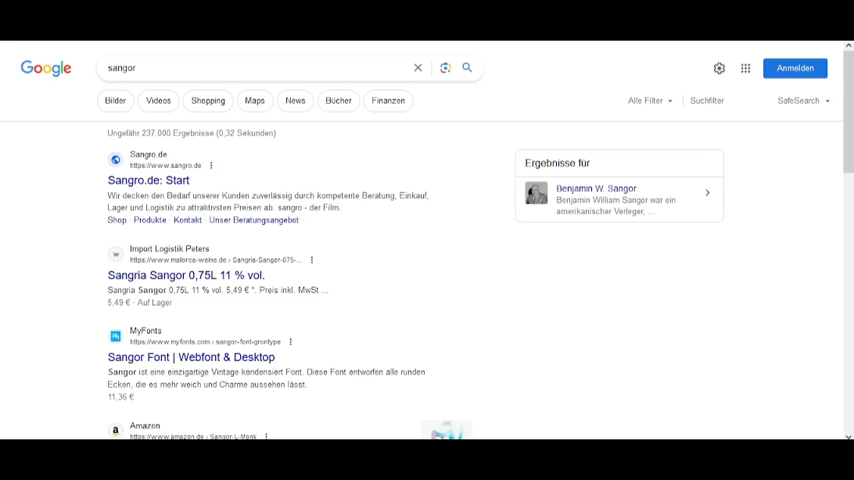 Google
sangor
Anmelden
Bilder
Videos
Shopping
Maps
News
Bücher
Finanzen
Alle Filter
Suchfilter
SafeSearch
Ungefähr 237.000 Ergebnisse (0,32 Sekunden)
Sangro.de
https://www.sangro.de
Sangro.de: Start
Wir decken den Bedarf unserer Kunden zuverlässig durch kompetente Beratung, Einkauf,
Lager und Logistik zu attraktivsten Preisen ab. sangro - der Film.
Shop · Produkte · Kontakt · Unser Beratungsangebot
Import Logistik Peters
https://www.mallorca-weine.de › Sangria-Sangor-075-...
Sangria Sangor 0,75L 11 % vol.
Sangria Sangor 0,75L 11 % vol. 5,49 € *. Preis inkl. MwSt ...
5,49 € · Auf Lager
MyFonts
https://www.myfonts.com › sangor-font-grontype
Sangor Font | Webfont & Desktop
Sangor ist eine einzigartige Vintage kondensiert Font. Diese Font entworfen alle runden
Ecken, die es mehr weich und Charme aussehen lässt.
11,36 €
Amazon
https://www.amazon.de › Sangor-L-Monk
Ergebnisse für
Benjamin W. Sangor
Benjamin William Sangor war ein
amerikanischer Verleger, ...